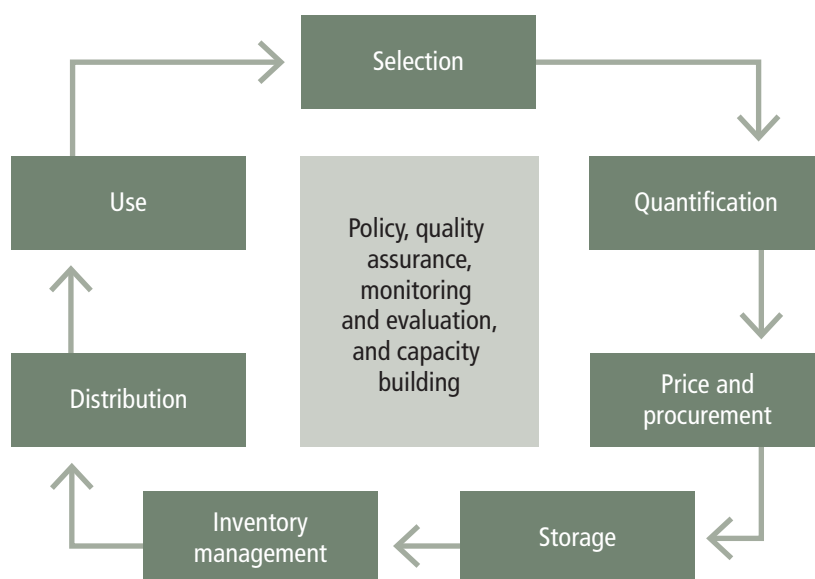 Selection
Use
Quantification
Policy, quality
assurance,
monitoring
and evaluation,
and capacity
building
Distribution
Price and
procurement
Inventory
management
Storage